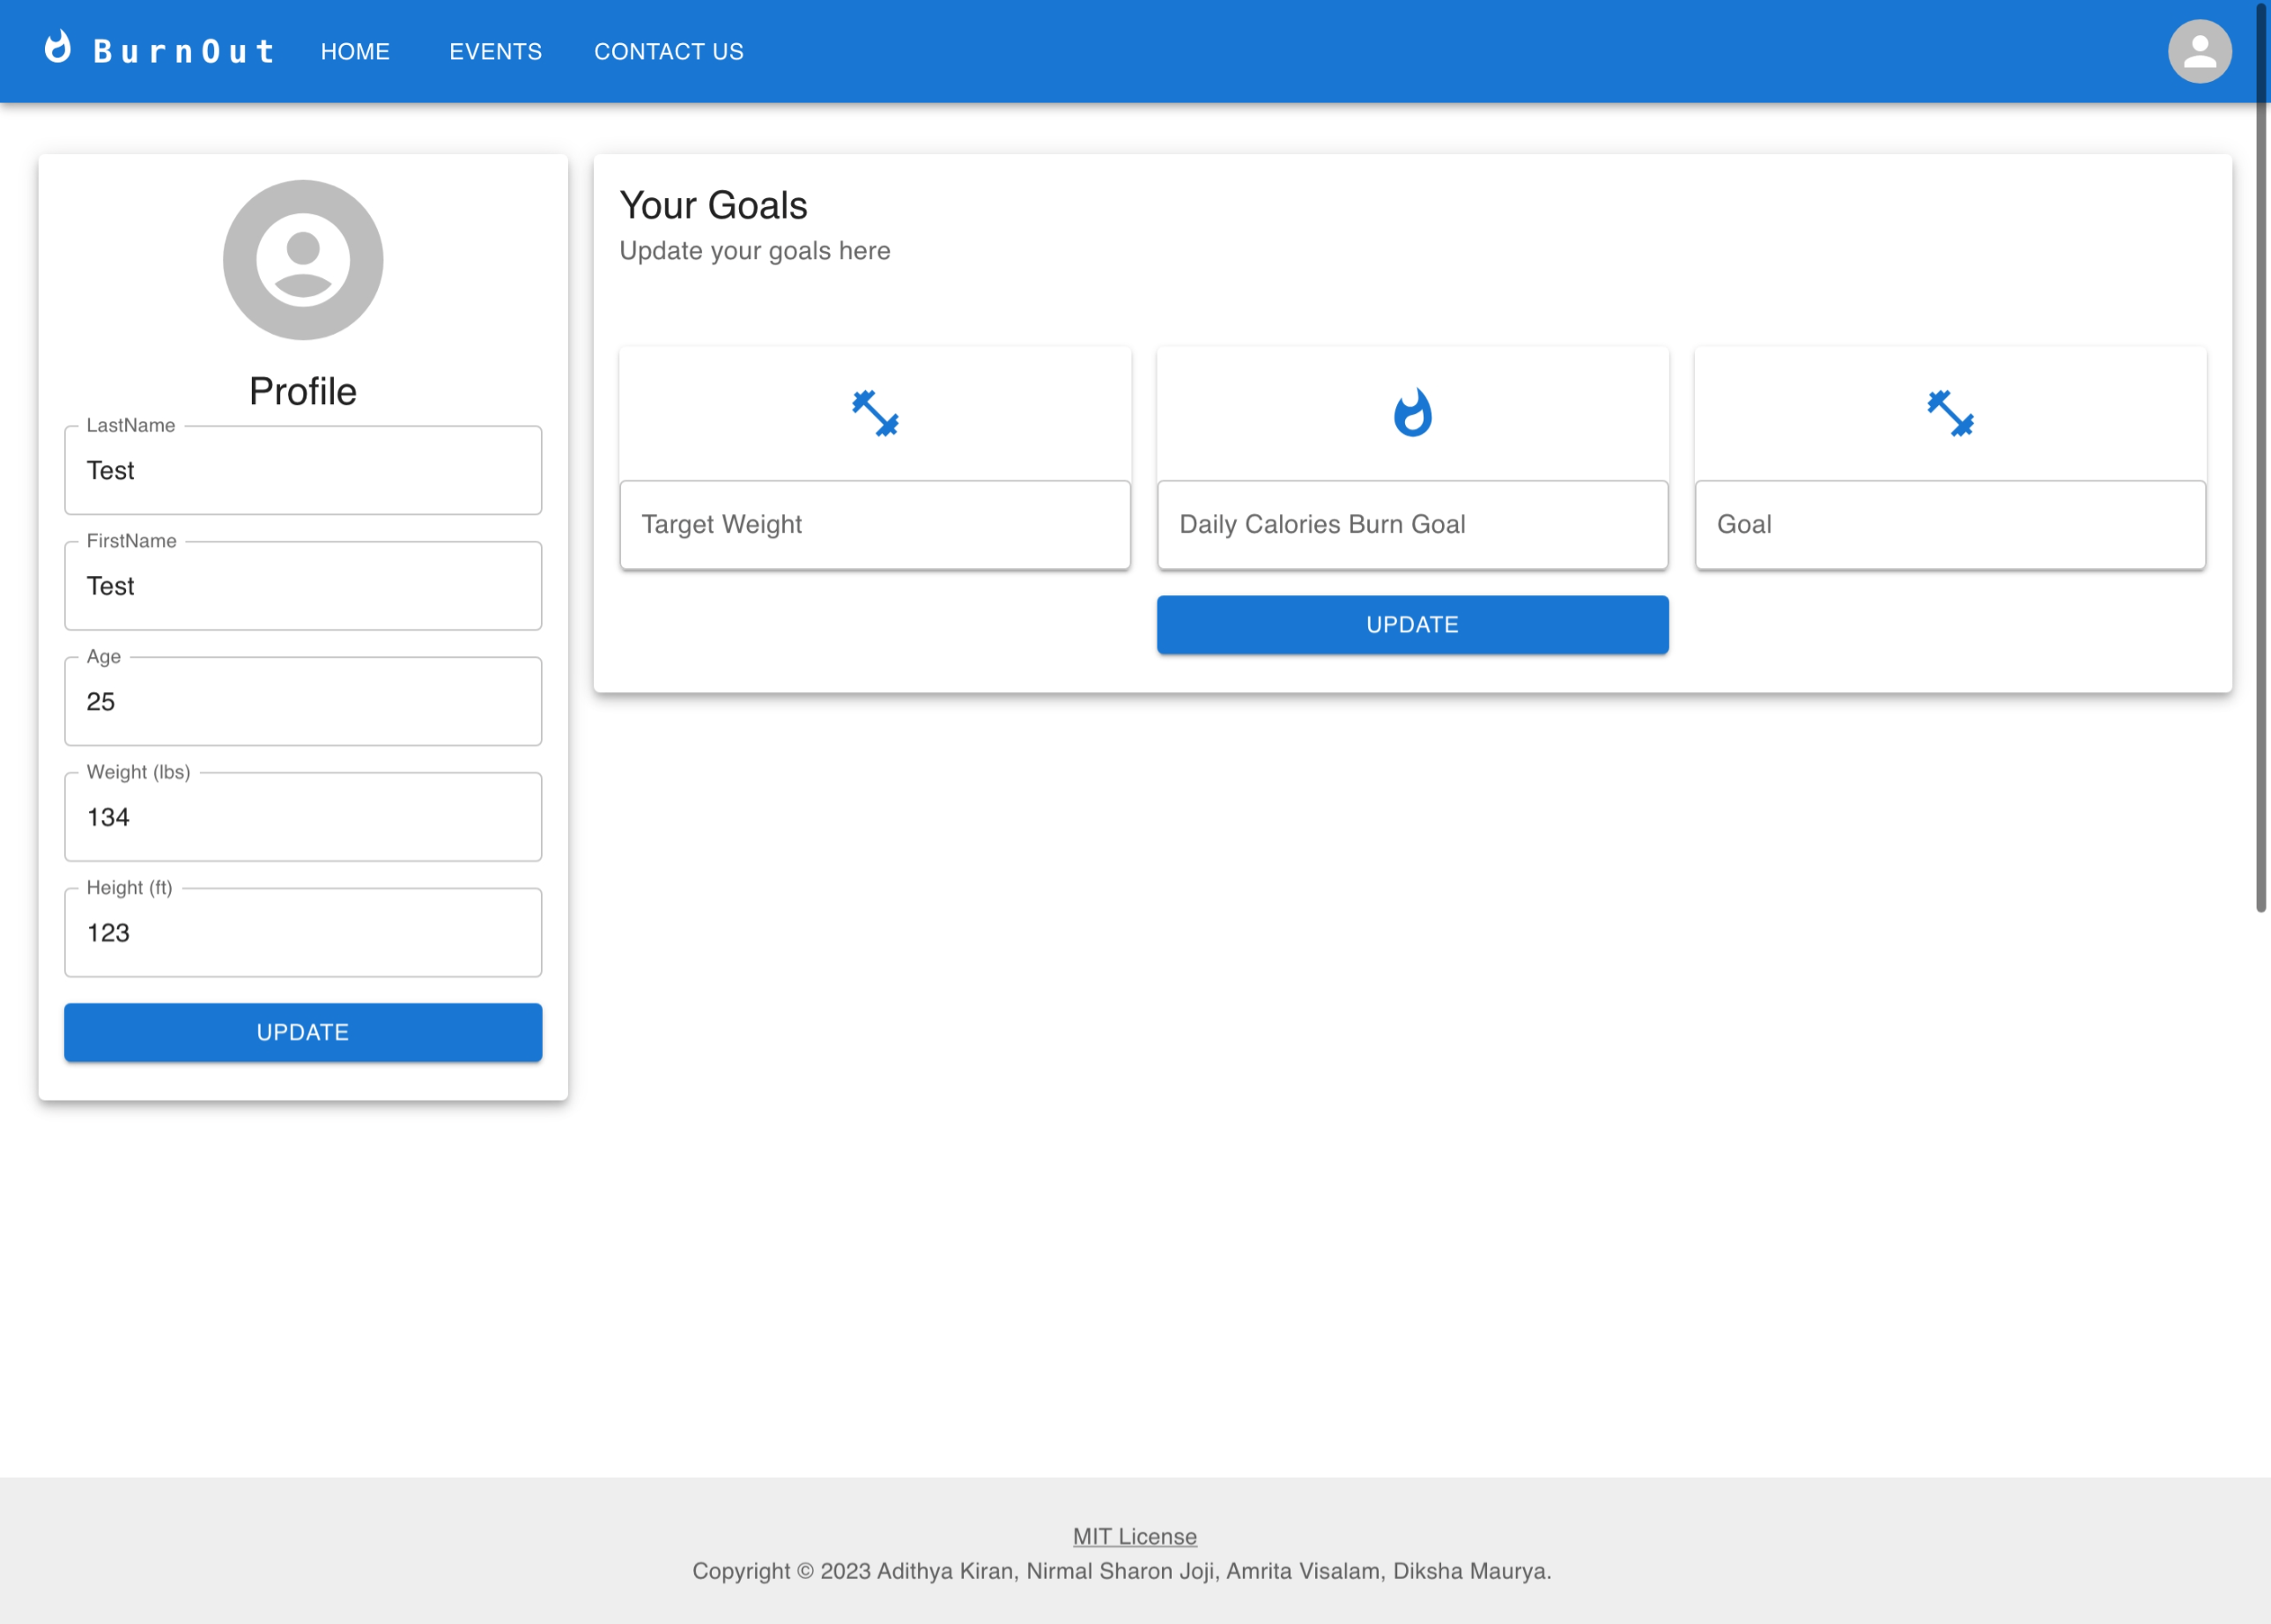 BurnOut HOME EVENTS CONTACT US
Profile
LastName
Test
FirstName
Test
Age
25
Weight (lbs)
134
Height (ft)
123
UPDATE
Your Goals
Update your goals here
Target Weight
Daily Calories Burn Goal
Goal
UPDATE
MIT License
Copyright © 2023 Adithya Kiran, Nirmal Sharon Joji, Amrita Visalam, Diksha Maurya.